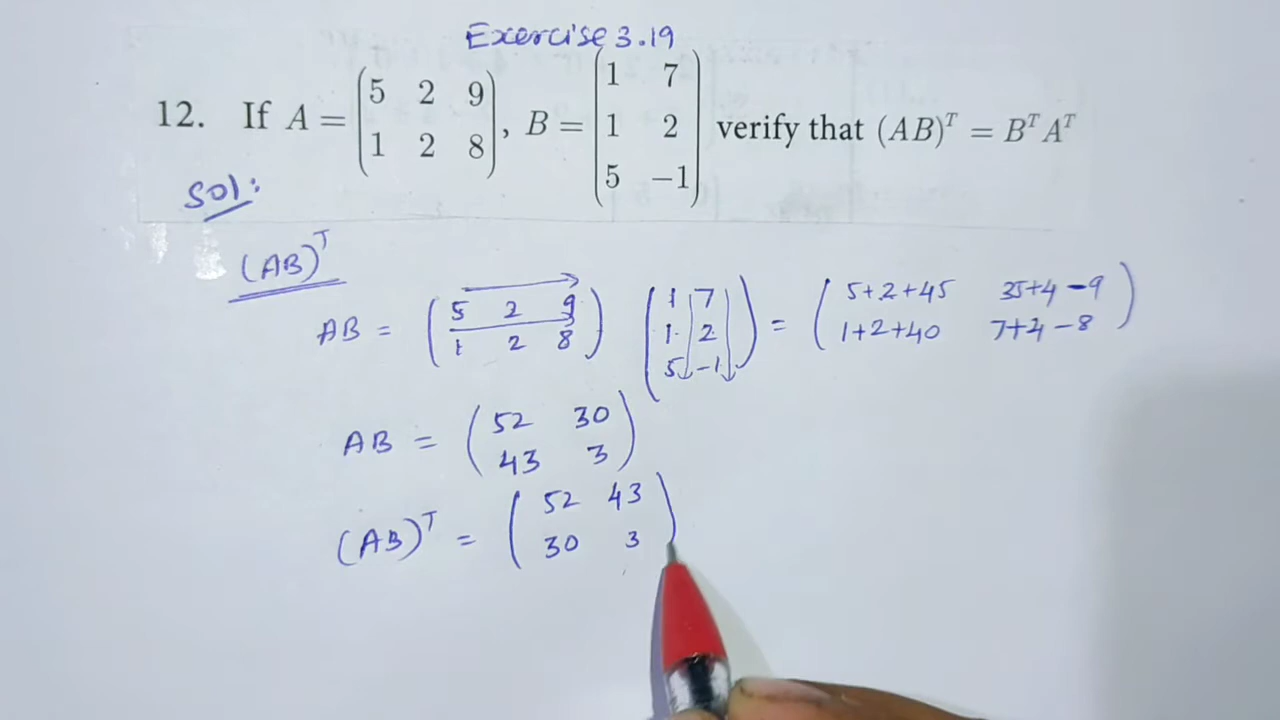 Exercise 3.19
12. If A = (5 2 9
1 2 8), B = (1 7
1 2
5 −1) verify that (AB)ᵀ = BᵀAᵀ
Sol:
(AB)ᵀ
AB = (5 2 9
1 2 8) (1 7
1 2
5 -1) = (5+2+45 35+4-9
1+2+40 7+4-8)
AB = (52 30
43 3)
(AB)ᵀ = (52 43
30 3)